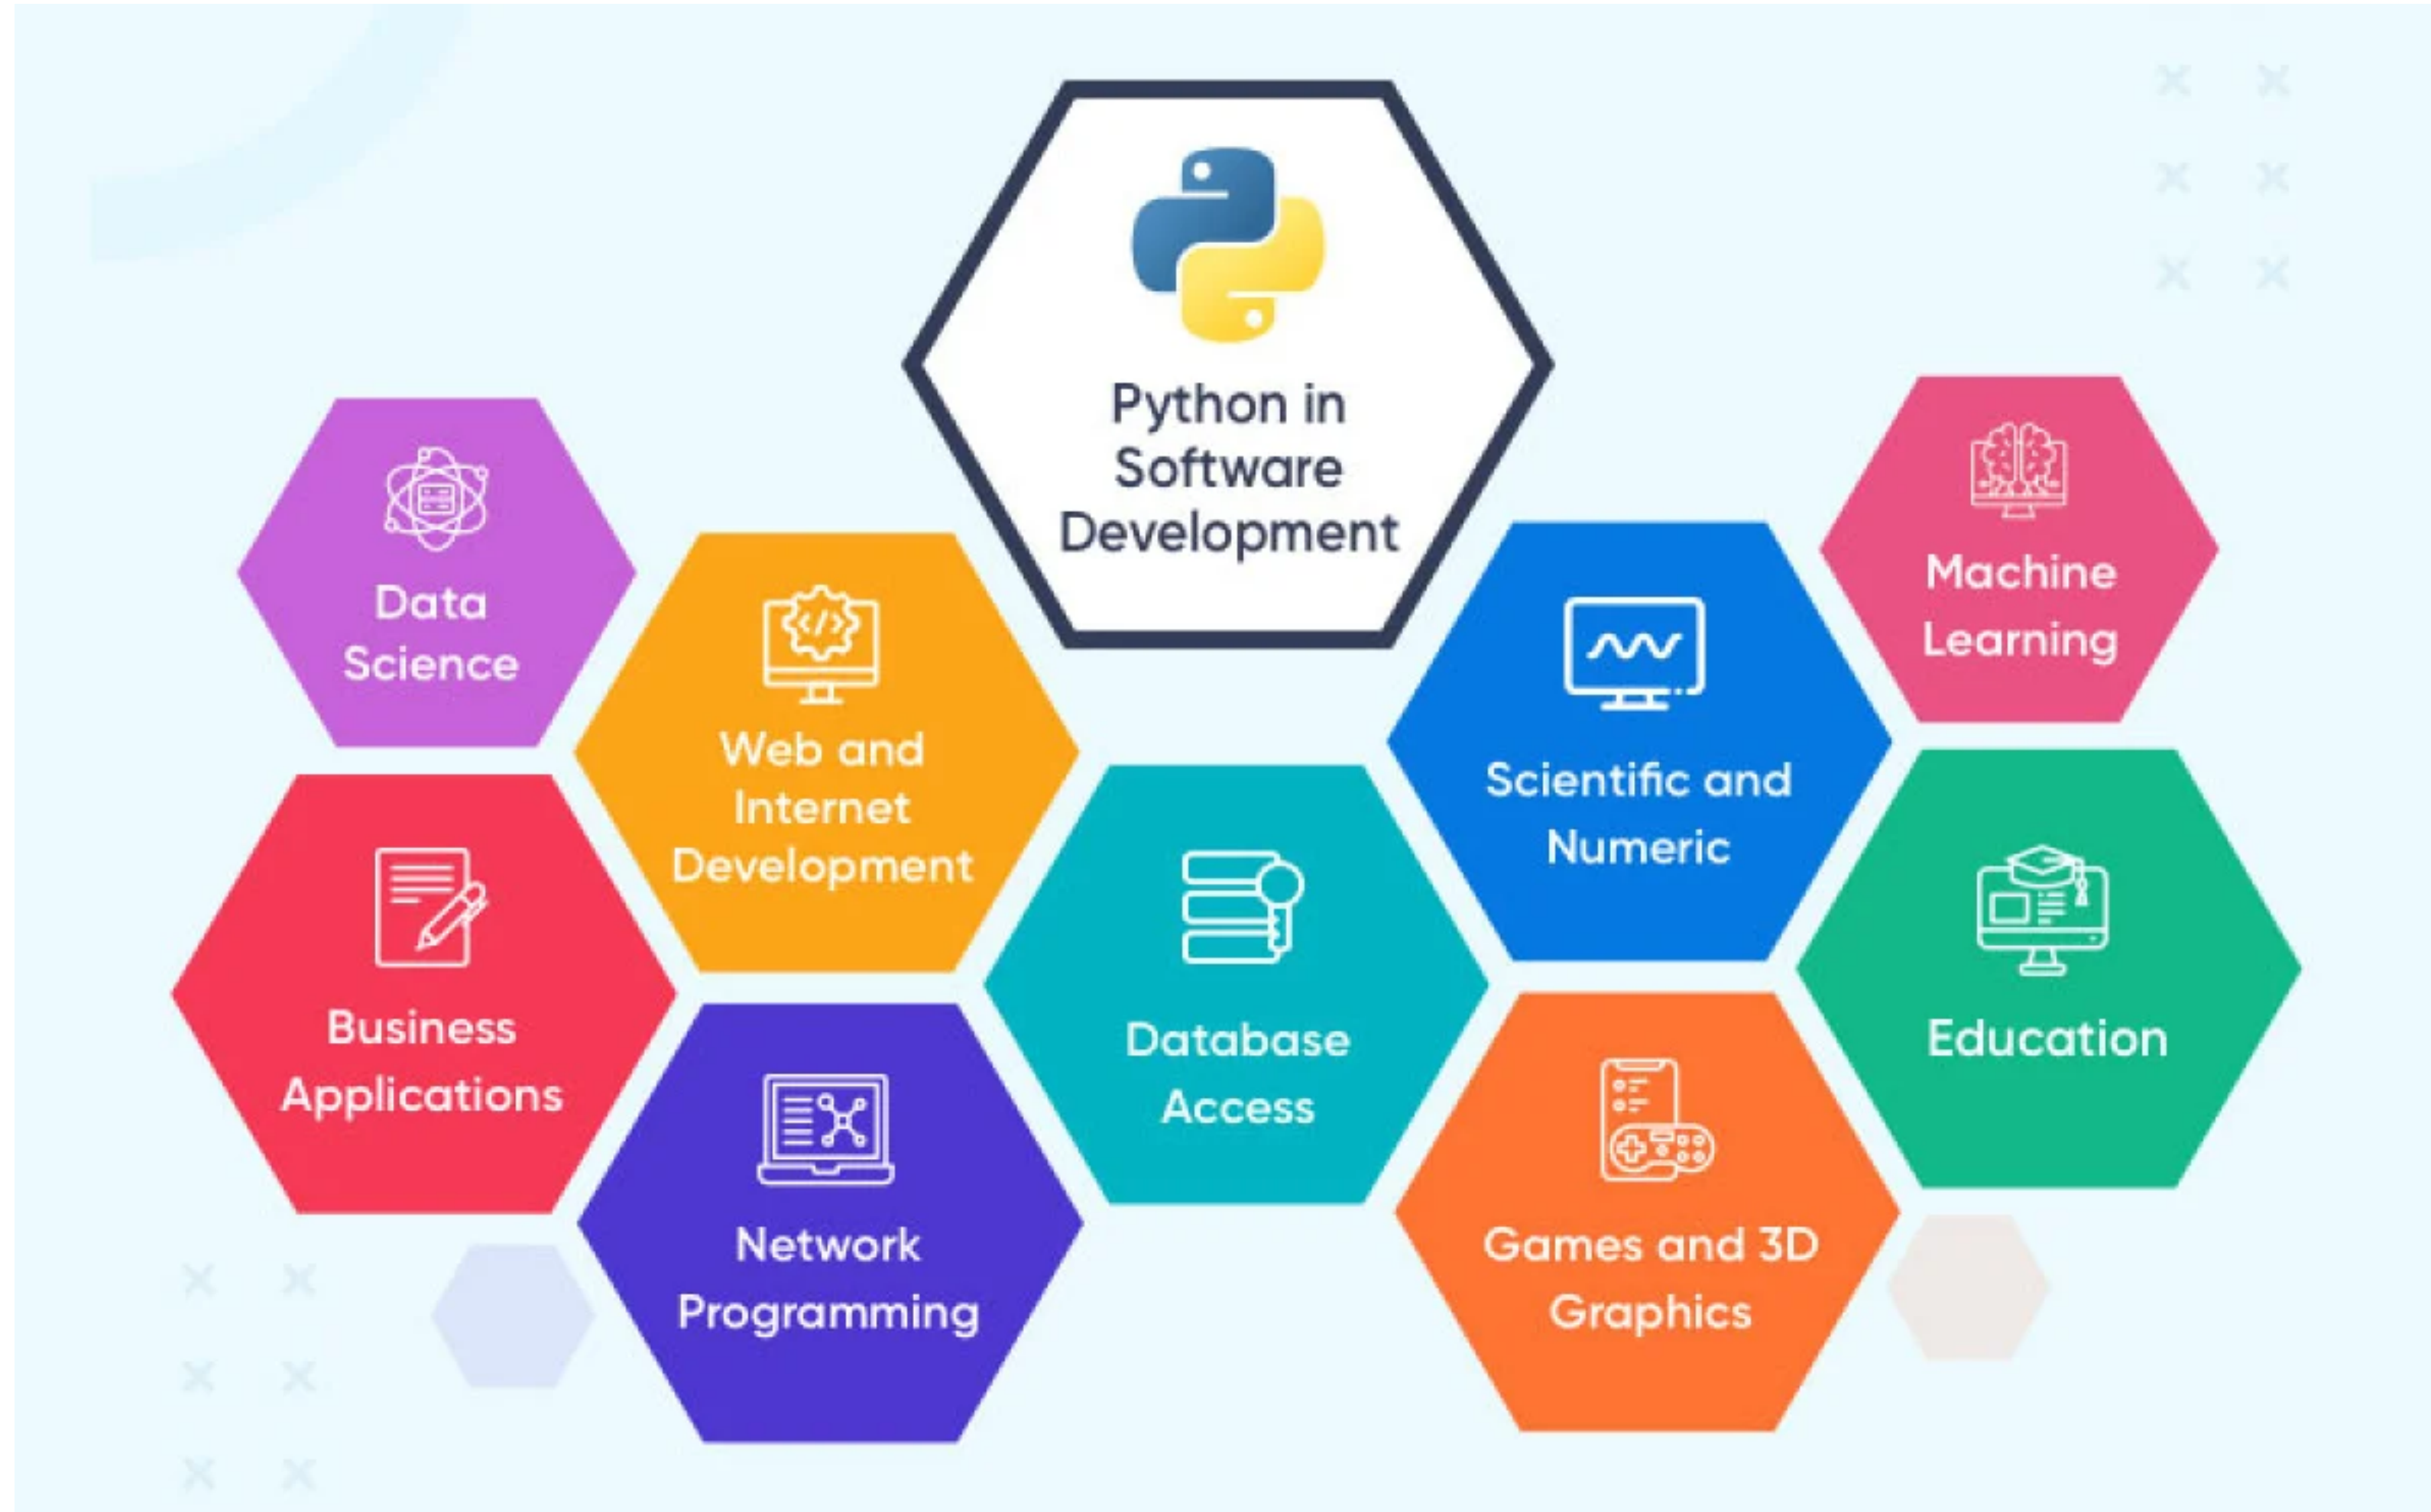 Python in
Software
Development
Data
Science
Web and
Internet
Development
Scientific and
Numeric
Machine
Learning
Business
Applications
Network
Programming
Database
Access
Games and 3D
Graphics
Education